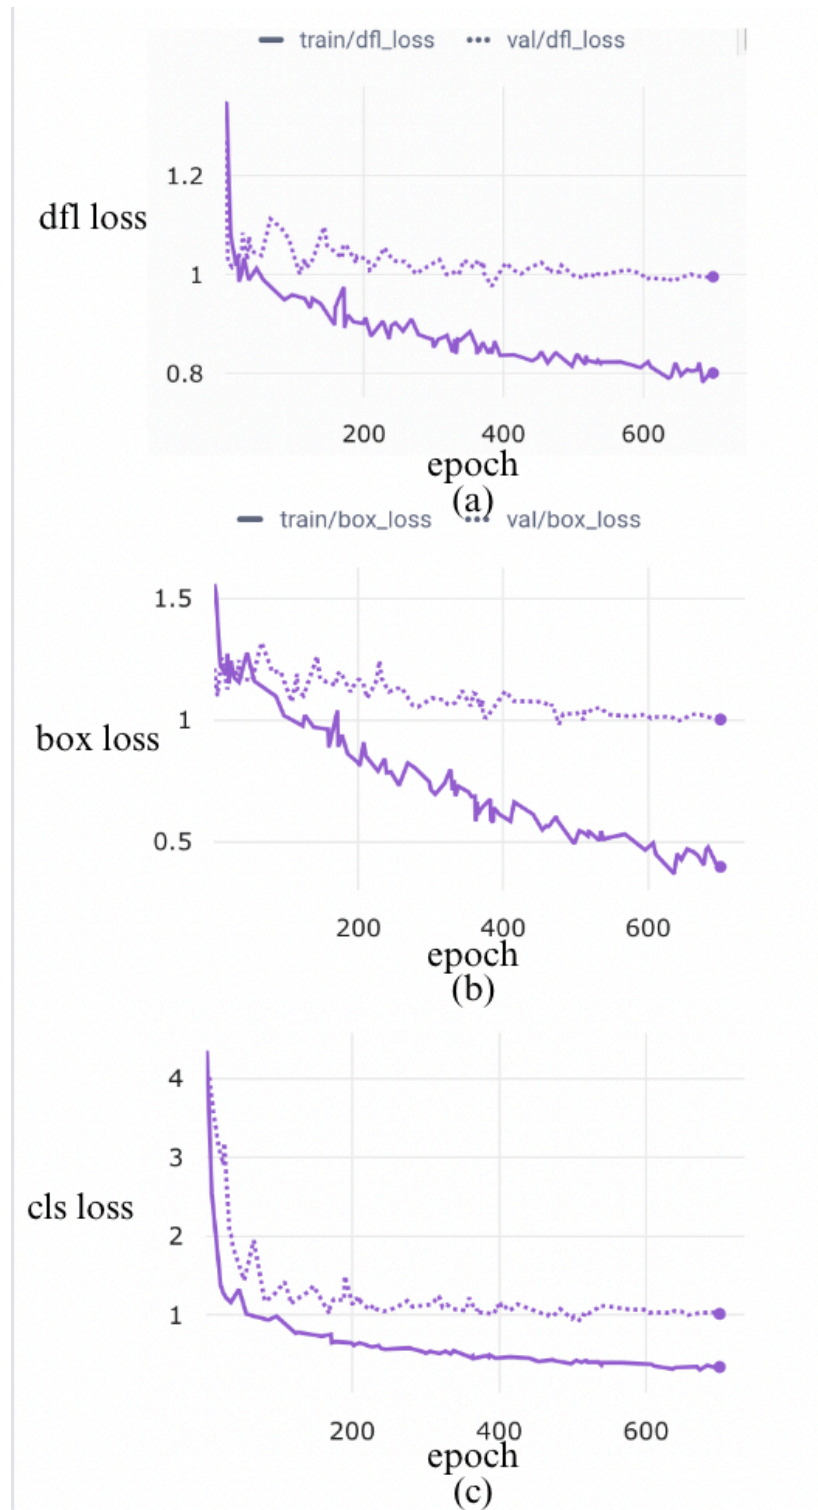 train/dfl_loss val/dfl_loss
1.2
dfl loss
1
0.8
200 400 600
epoch
(a)
train/box_loss val/box_loss
1.5
1
box loss
0.5
200 400 600
epoch
(b)
4
3
cls loss
2
1
200 400 600
epoch
(c)